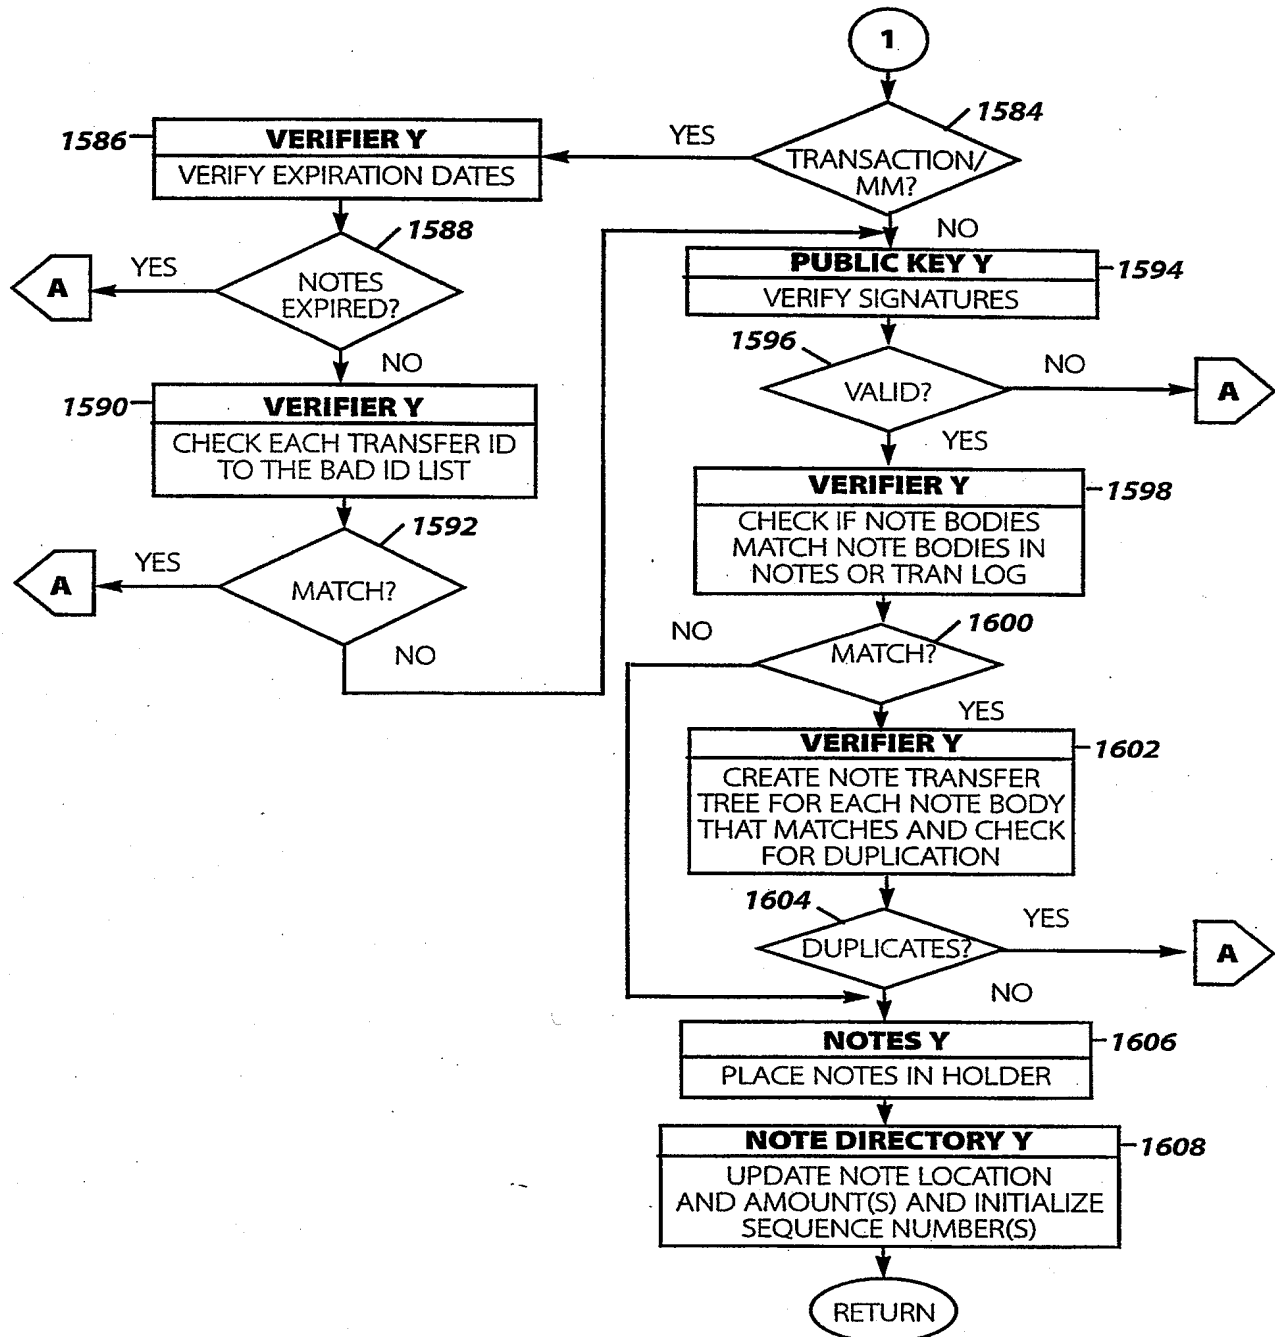 1
1584
TRANSACTION/
MM?
YES
NO
1586
VERIFIER Y
VERIFY EXPIRATION DATES
1588
NOTES
EXPIRED?
YES
A
NO
1590
VERIFIER Y
CHECK EACH TRANSFER ID
TO THE BAD ID LIST
1592
MATCH?
YES
A
NO
PUBLIC KEY Y
1594
VERIFY SIGNATURES
1596
VALID?
NO
A
YES
VERIFIER Y
1598
CHECK IF NOTE BODIES
MATCH NOTE BODIES IN
NOTES OR TRAN LOG
1600
MATCH?
NO
YES
VERIFIER Y
1602
CREATE NOTE TRANSFER
TREE FOR EACH NOTE BODY
THAT MATCHES AND CHECK
FOR DUPLICATION
1604
DUPLICATES?
YES
A
NO
NOTES Y
1606
PLACE NOTES IN HOLDER
NOTE DIRECTORY Y
1608
UPDATE NOTE LOCATION
AND AMOUNT(S) AND INITIALIZE
SEQUENCE NUMBER(S)
RETURN